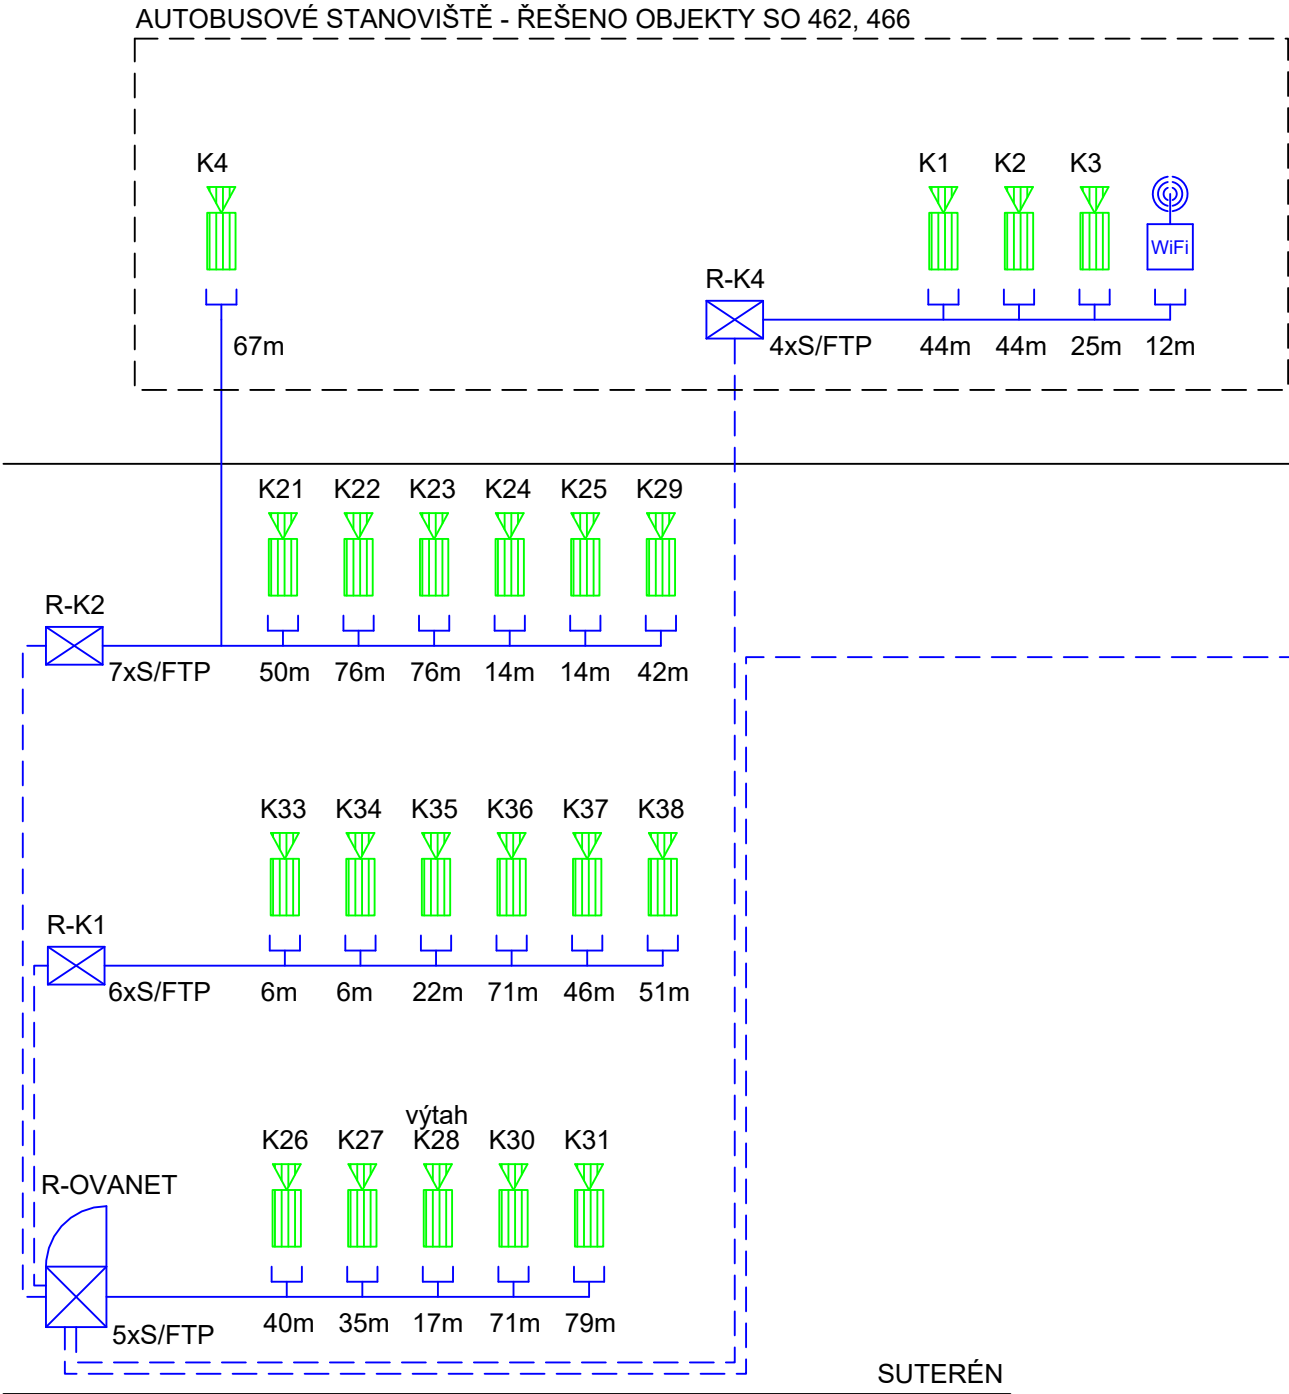 AUTOBUSOVÉ STANOVIŠTĚ - ŘEŠENO OBJEKTY SO 462, 466
K4 K1 K2 K3
WiFi
R-K4
67m 4xS/FTP 44m 44m 25m 12m
K21 K22 K23 K24 K25 K29
R-K2
7xS/FTP 50m 76m 76m 14m 14m 42m
K33 K34 K35 K36 K37 K38
R-K1
6xS/FTP 6m 6m 22m 71m 46m 51m
výtah
K26 K27 K28 K30 K31
R-OVANET
5xS/FTP 40m 35m 17m 71m 79m
SUTERÉN